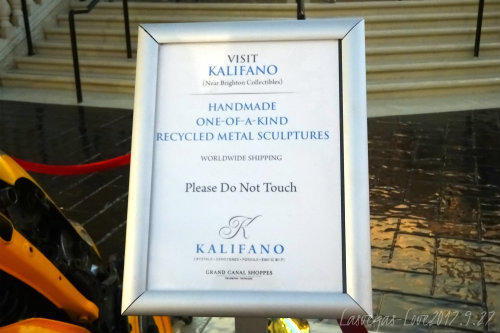 VISIT
KALIFANO
(Near Brighton Collectibles)
HANDMADE
ONE-OF-A-KIND
RECYCLED METAL SCULPTURES
WORLDWIDE SHIPPING
Please Do Not Touch
K
KALIFANO
GRAND CANAL SHOPPES
Lasvegas-Love2017.9.27